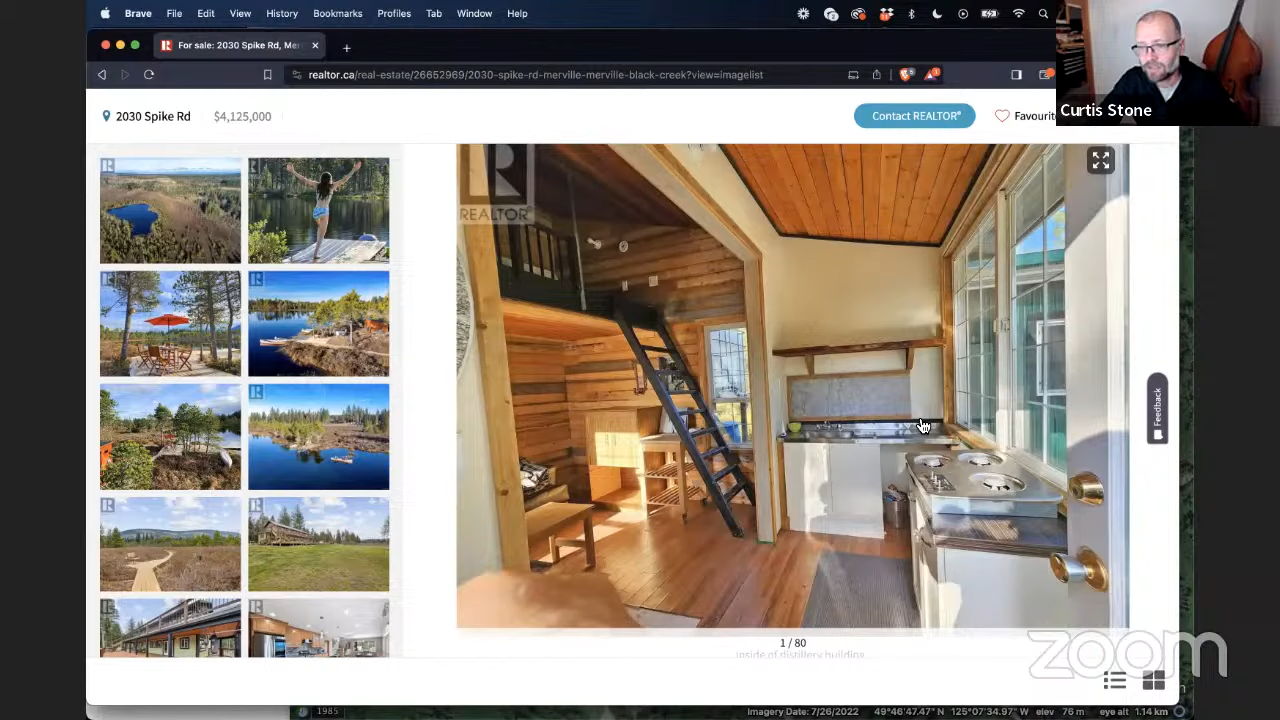 Brave File Edit View History Bookmarks Profiles Tab Window Help
For sale: 2030 Spike Rd, Mer
realtor.ca/real-estate/26652969/2030-spike-rd-merville-merville-black-creek?view=imagelist
2030 Spike Rd $4,125,000 Contact REALTOR® Favourite
Curtis Stone
REALTOR
Feedback
1 / 80
inside of distillery building
zoom
1985 Imagery Date: 7/26/2022 49°46'47.47" N 125°07'34.97" W elev 76 m eye alt 1.14 km